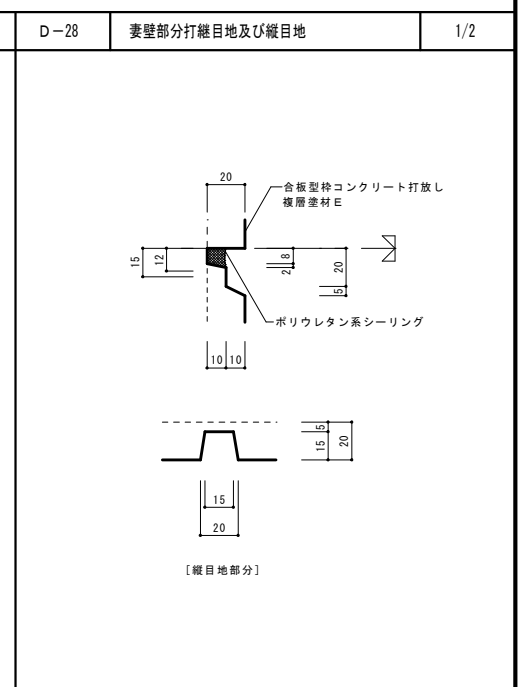 D-28
妻壁部分打継目地及び縦目地
1/2
20
合板型枠コンクリート打放し
複層塗材E
15
12
8
2
20
5
ポリウレタン系シーリング
10 10
5
15
20
15
20
[縦目地部分]